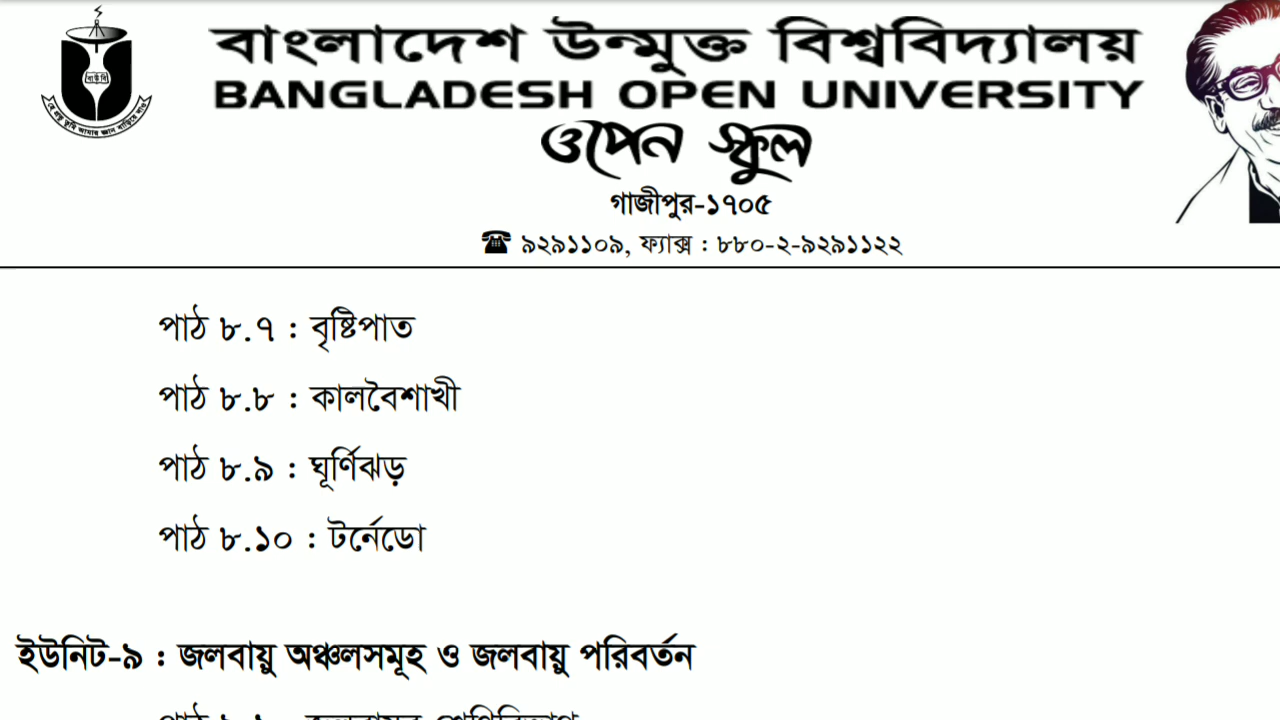 বাংলাদেশ উন্মুক্ত বিশ্ববিদ্যালয়
BANGLADESH OPEN UNIVERSITY
ওপেন স্কুল
গাজীপুর-১৭০৫
☎ ৯২৯১১০৯, ফ্যাক্স : ৮৮০-২-৯২৯১১২২
বাউবি
পাঠ ৮.৭ : বৃষ্টিপাত
পাঠ ৮.৮ : কালবৈশাখী
পাঠ ৮.৯ : ঘূর্ণিঝড়
পাঠ ৮.১০ : টর্নেডো
ইউনিট-৯ : জলবায়ু অঞ্চলসমূহ ও জলবায়ু পরিবর্তন